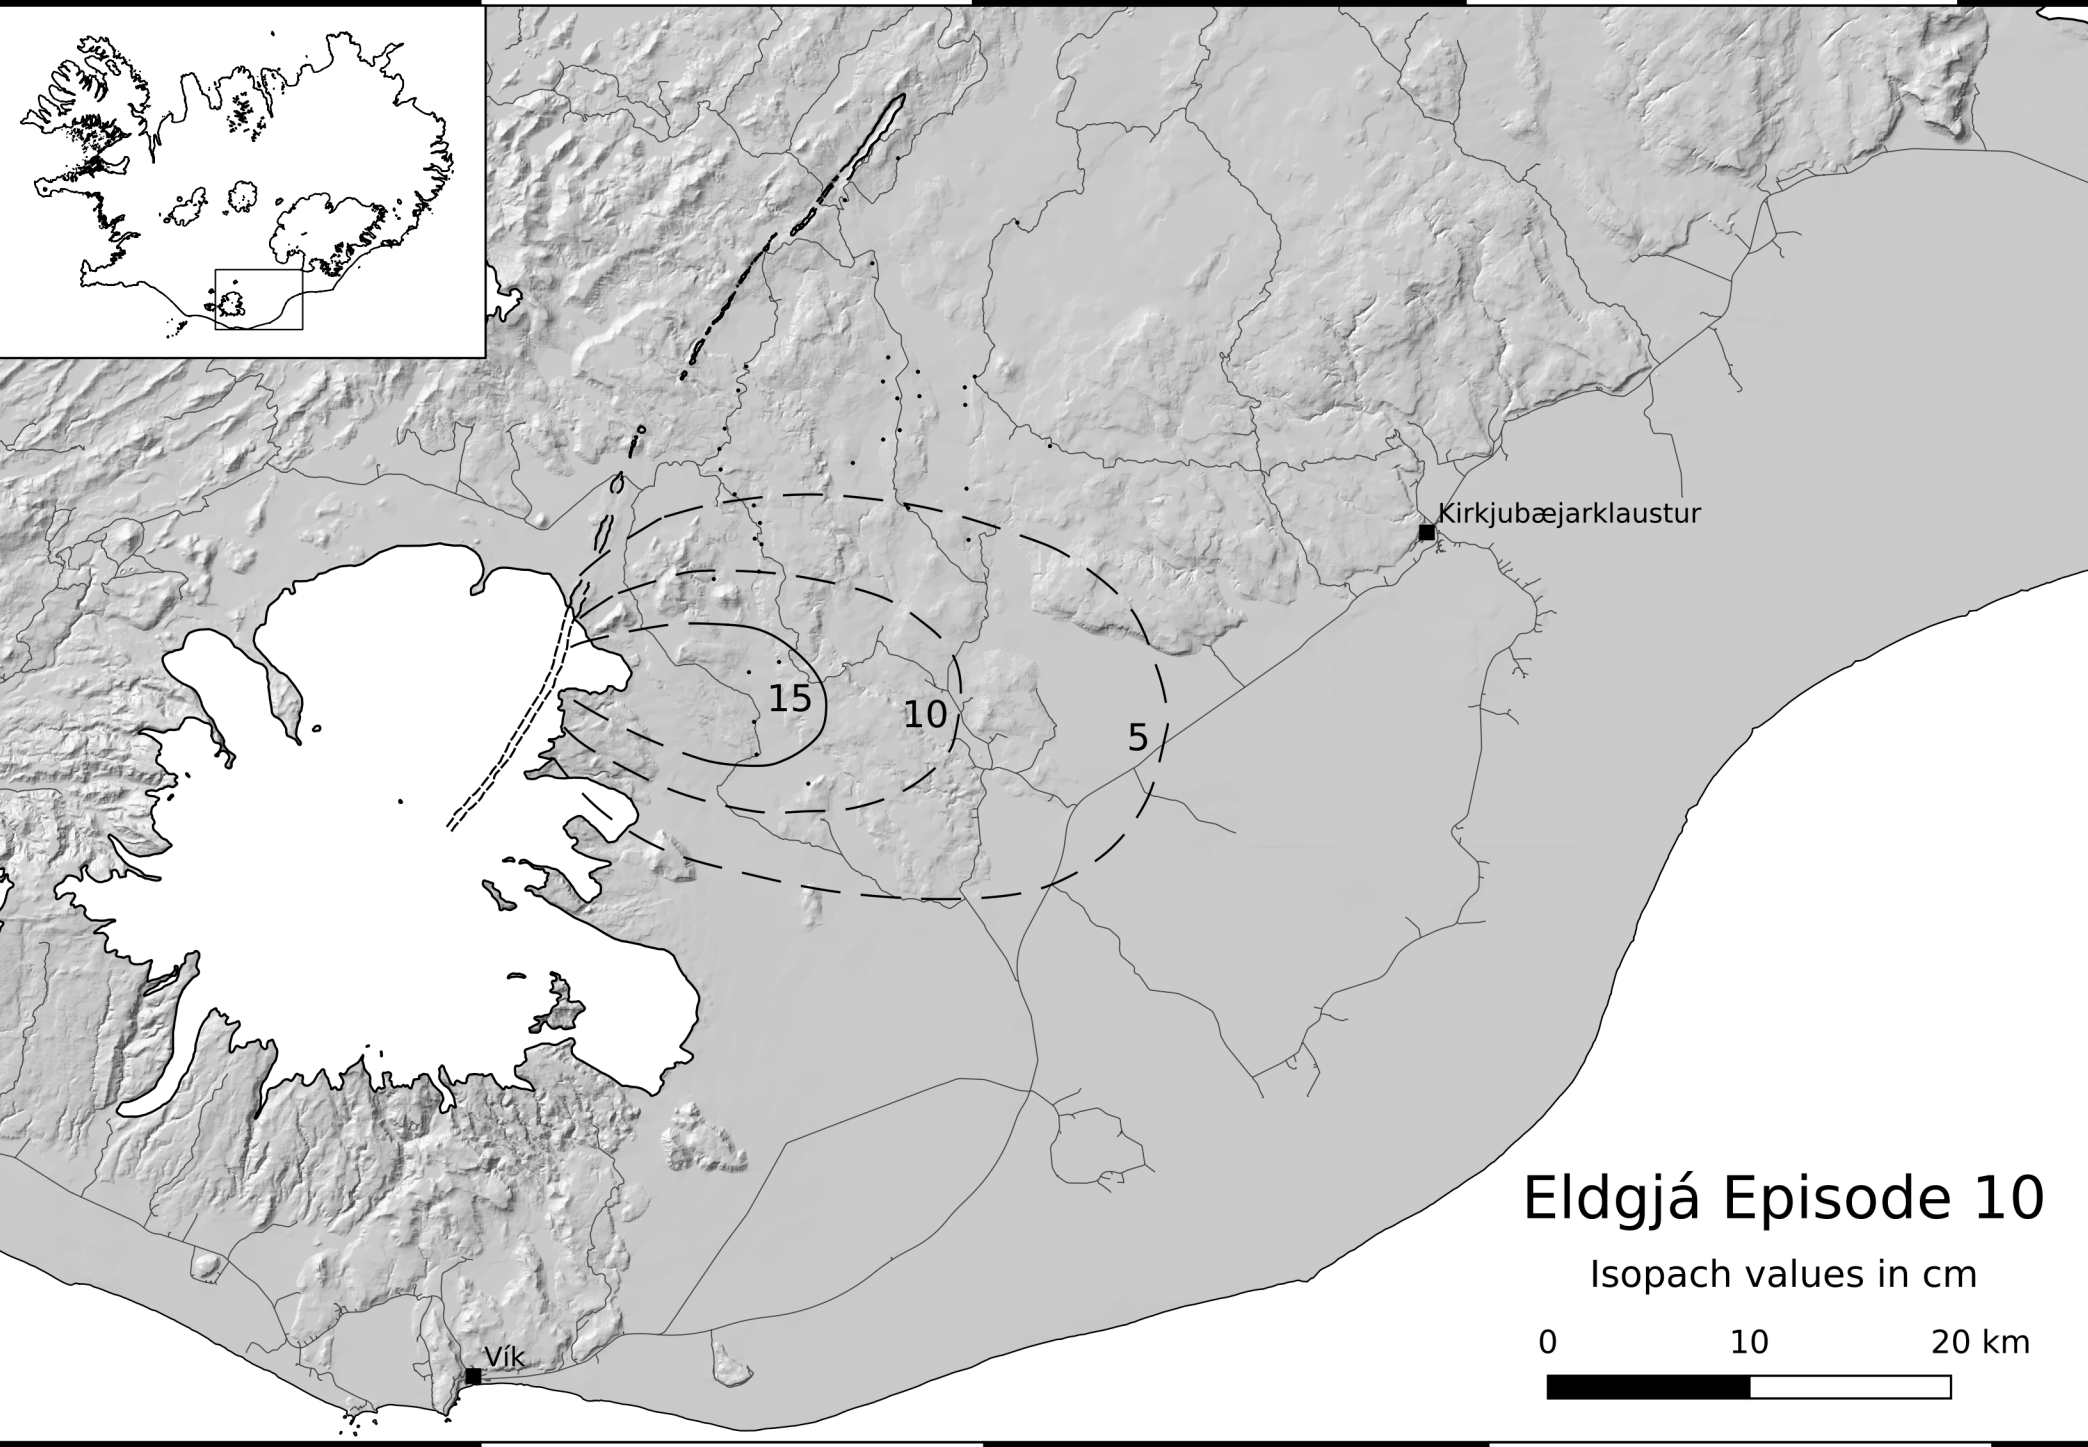 Kirkjubæjarklaustur
15
10
5
Eldgjá Episode 10
Isopach values in cm
0 10 20 km
Vík